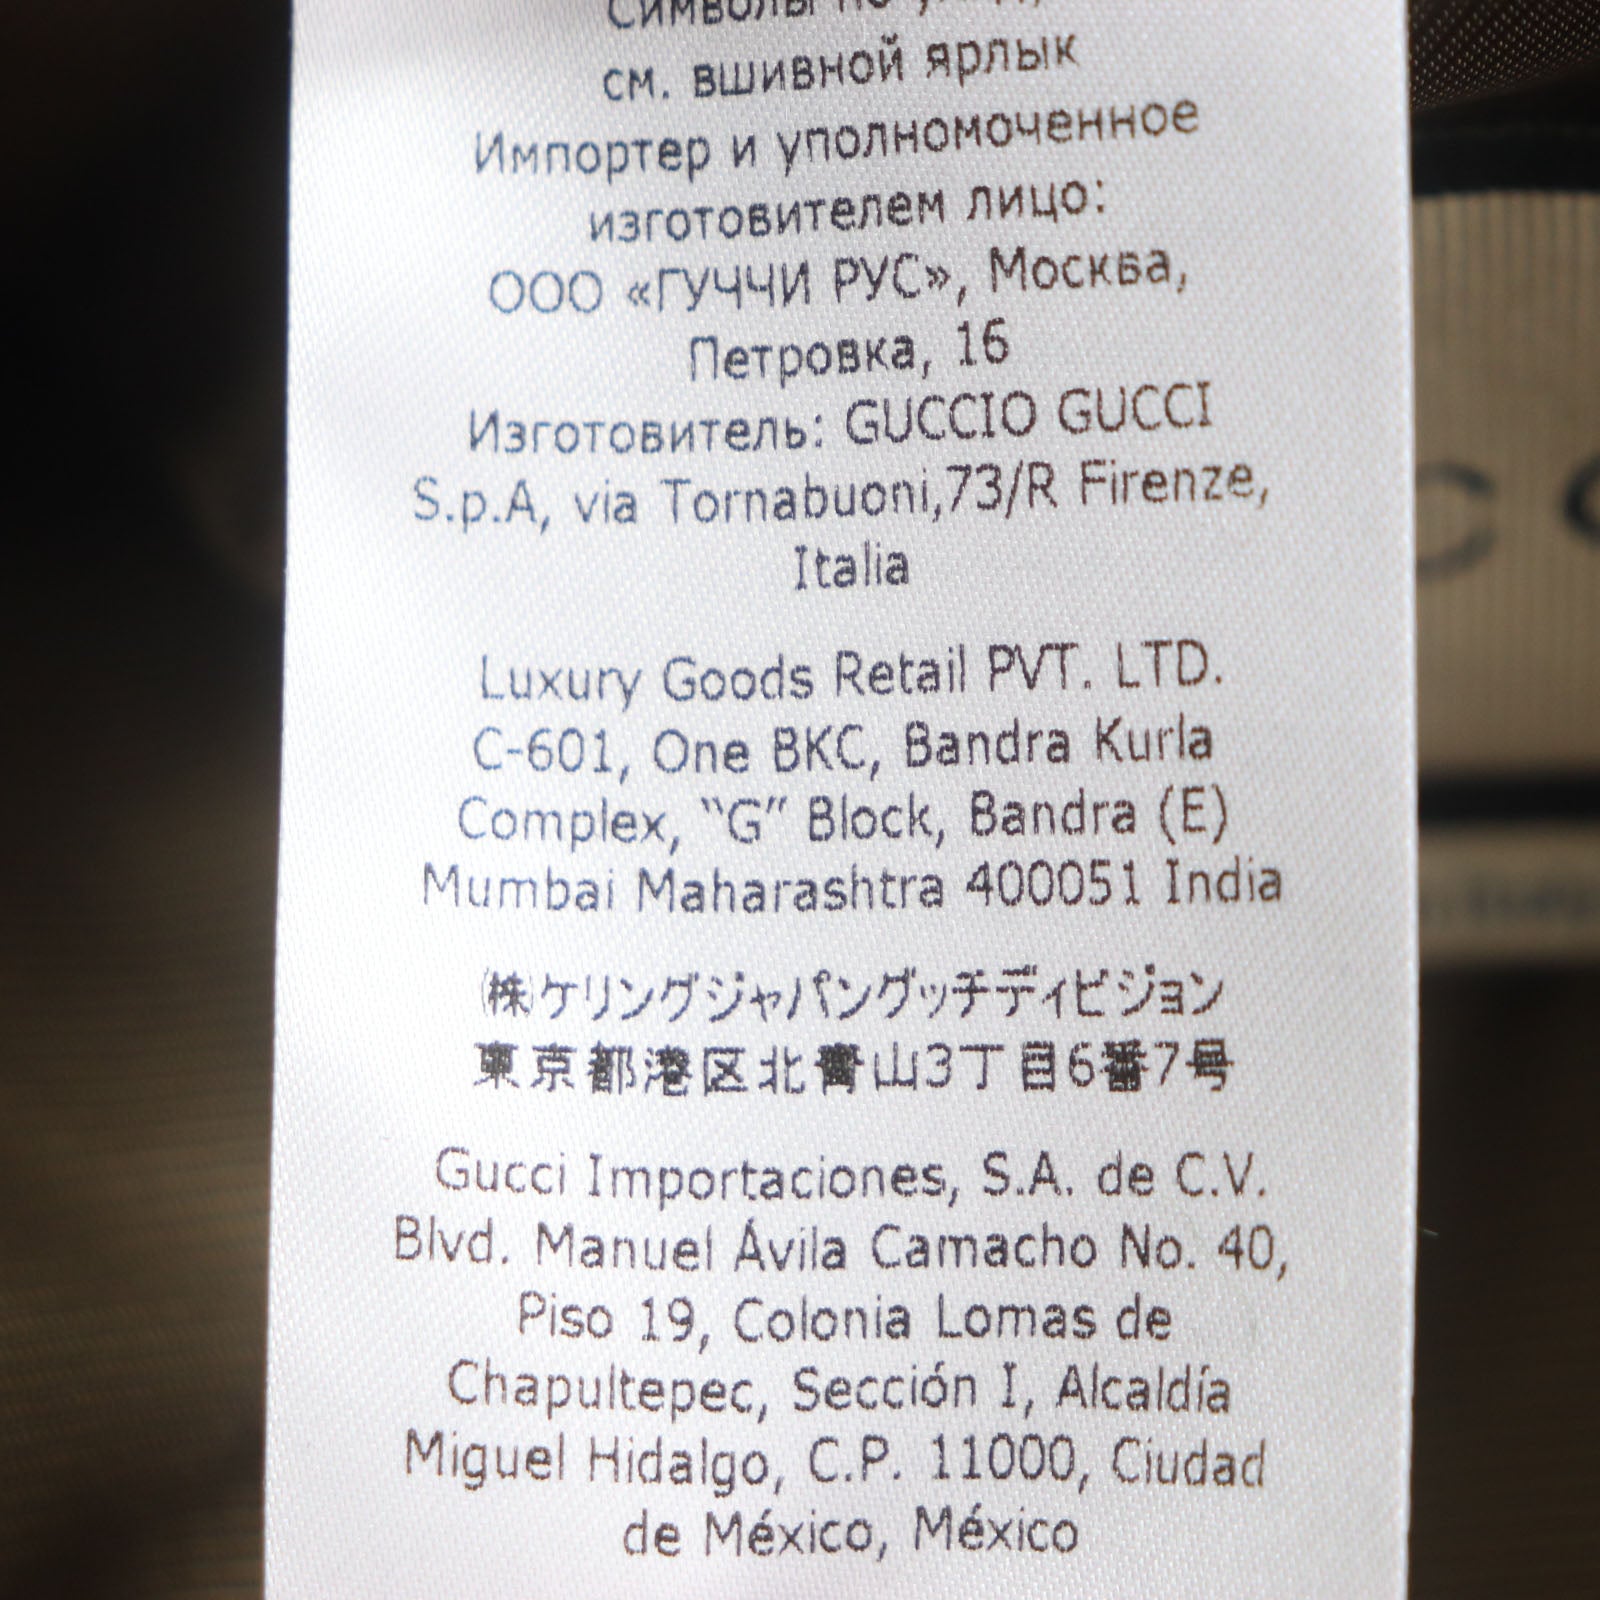 Символы по уходу,
см. вшивной ярлык
Импортер и уполномоченное
изготовителем лицо:
ООО «ГУЧЧИ РУС», Москва,
Петровка, 16
Изготовитель: GUCCIO GUCCI
S.p.A, via Tornabuoni,73/R Firenze,
Italia
Luxury Goods Retail PVT. LTD.
C-601, One BKC, Bandra Kurla
Complex, “G” Block, Bandra (E)
Mumbai Maharashtra 400051 India
㈱ケリングジャパングッチディビジョン
東京都港区北青山3丁目6番7号
Gucci Importaciones, S.A. de C.V.
Blvd. Manuel Ávila Camacho No. 40,
Piso 19, Colonia Lomas de
Chapultepec, Sección I, Alcaldía
Miguel Hidalgo, C.P. 11000, Ciudad
de México, México